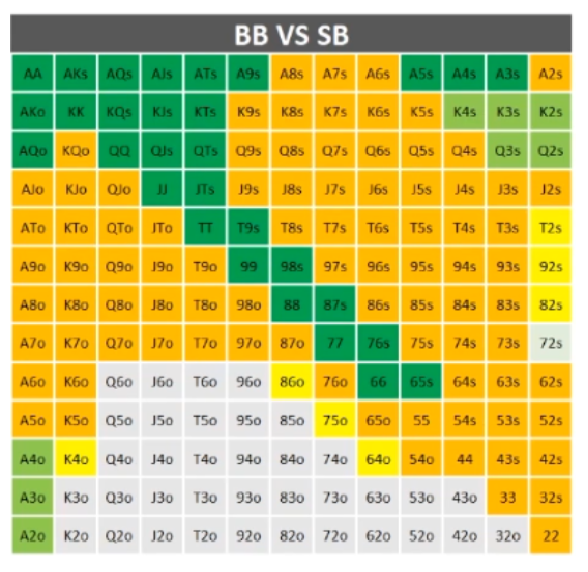 BB VS SB
AA AKs AQs AJs ATs A9s A8s A7s A6s A5s A4s A3s A2s
AKo KK KQs KJs KTs K9s K8s K7s K6s K5s K4s K3s K2s
AQo KQo QQ QJs QTs Q9s Q8s Q7s Q6s Q5s Q4s Q3s Q2s
AJo KJo QJo JJ JTs J9s J8s J7s J6s J5s J4s J3s J2s
ATo KTo QTo JTo TT T9s T8s T7s T6s T5s T4s T3s T2s
A9o K9o Q9o J9o T9o 99 98s 97s 96s 95s 94s 93s 92s
A8o K8o Q8o J8o T8o 98o 88 87s 86s 85s 84s 83s 82s
A7o K7o Q7o J7o T7o 97o 87o 77 76s 75s 74s 73s 72s
A6o K6o Q6o J6o T6o 96o 86o 76o 66 65s 64s 63s 62s
A5o K5o Q5o J5o T5o 95o 85o 75o 65o 55 54s 53s 52s
A4o K4o Q4o J4o T4o 94o 84o 74o 64o 54o 44 43s 42s
A3o K3o Q3o J3o T3o 93o 83o 73o 63o 53o 43o 33 32s
A2o K2o Q2o J2o T2o 92o 82o 72o 62o 52o 42o 32o 22